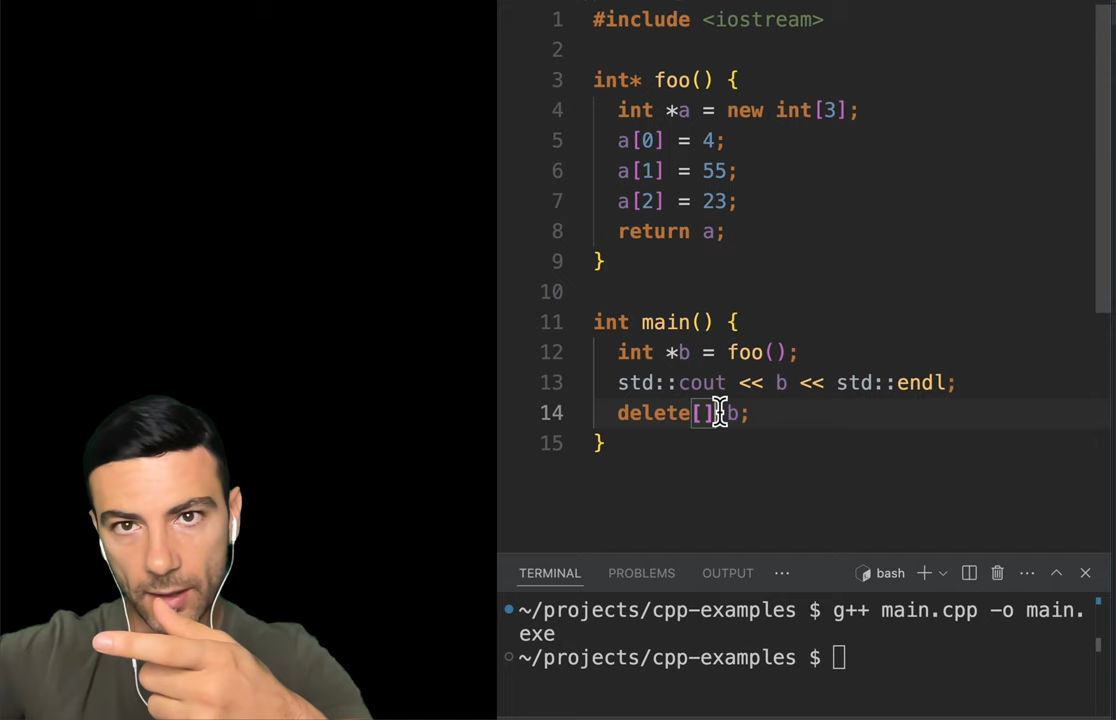 1 #include <iostream>
2
3 int* foo() {
4 int *a = new int[3];
5 a[0] = 4;
6 a[1] = 55;
7 a[2] = 23;
8 return a;
9 }
10
11 int main() {
12 int *b = foo();
13 std::cout << b << std::endl;
14 delete[] b;
15 }
TERMINAL PROBLEMS OUTPUT ··· bash
~/projects/cpp-examples $ g++ main.cpp -o main.
exe
~/projects/cpp-examples $